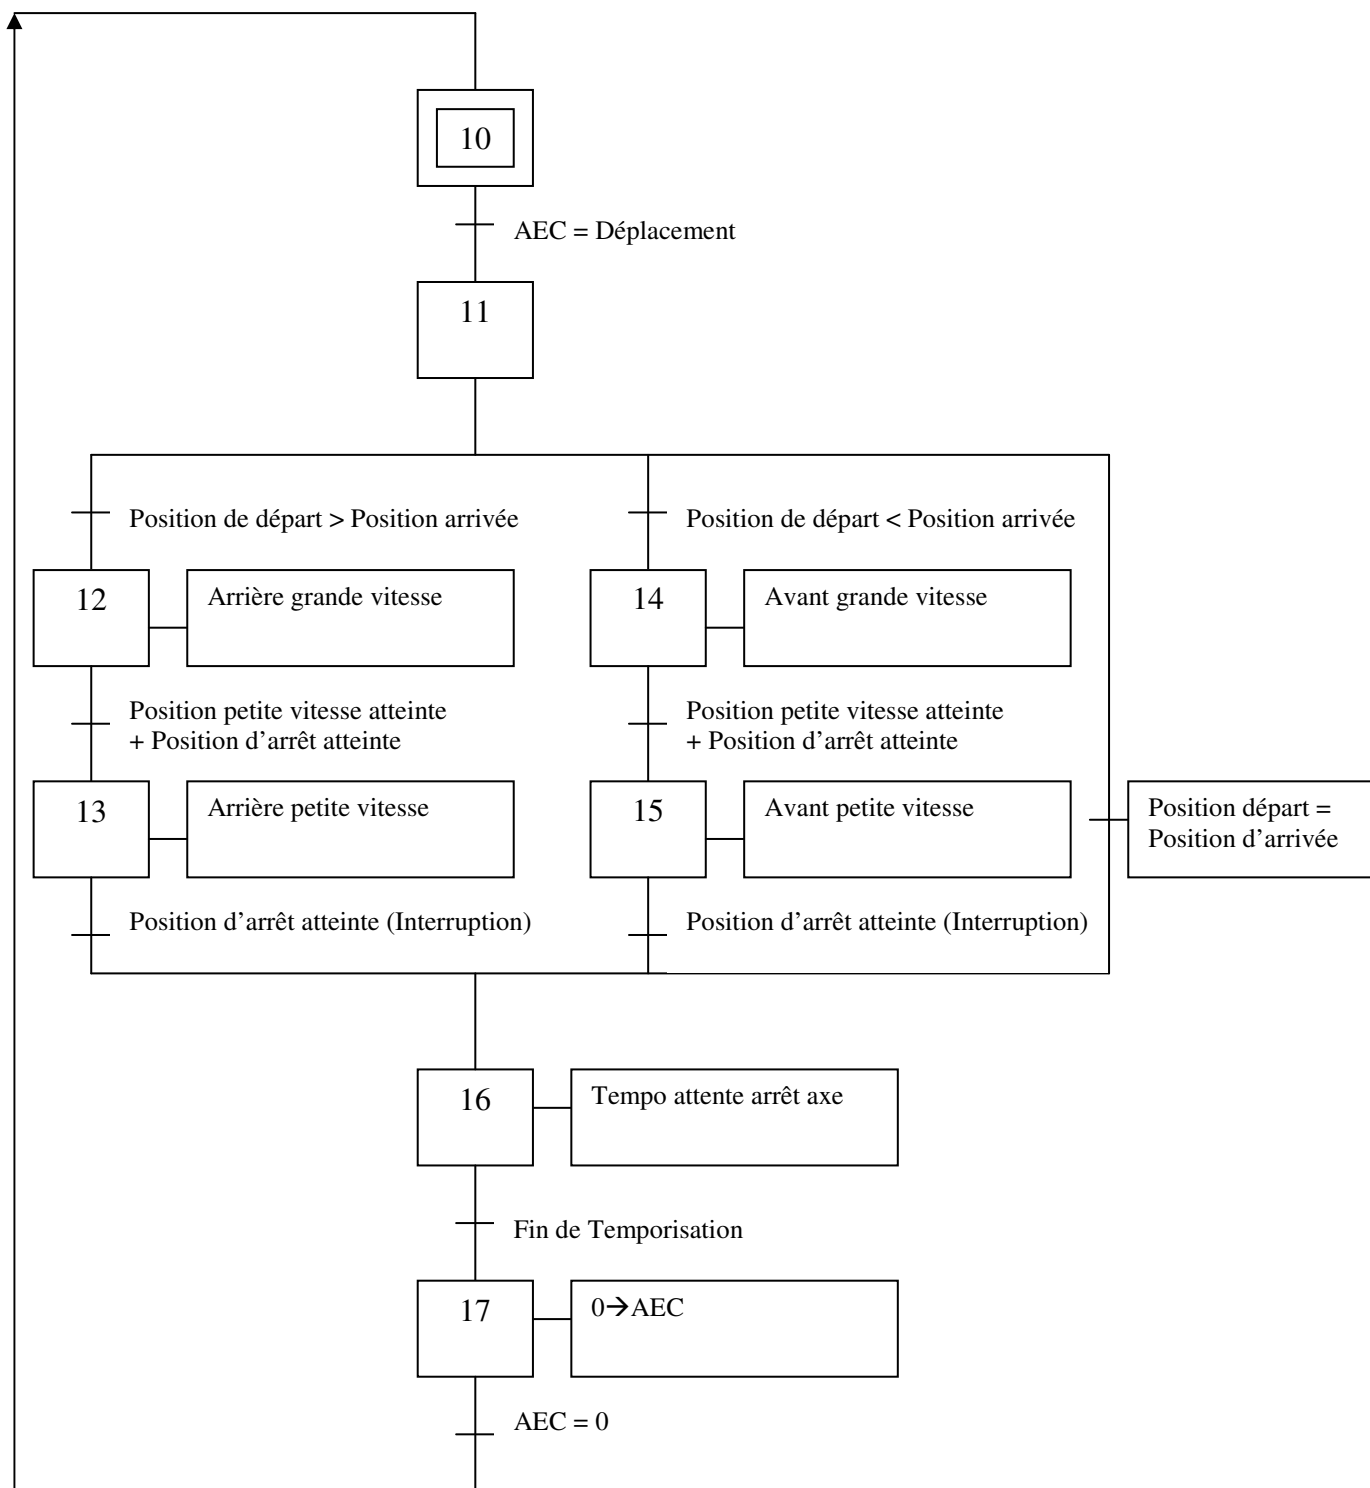 10
AEC = Déplacement
11
Position de départ > Position arrivée
Position de départ < Position arrivée
12
Arrière grande vitesse
14
Avant grande vitesse
Position petite vitesse atteinte
+ Position d’arrêt atteinte
Position petite vitesse atteinte
+ Position d’arrêt atteinte
13
Arrière petite vitesse
15
Avant petite vitesse
Position départ =
Position d’arrivée
Position d’arrêt atteinte (Interruption)
Position d’arrêt atteinte (Interruption)
16
Tempo attente arrêt axe
Fin de Temporisation
17
0→AEC
AEC = 0